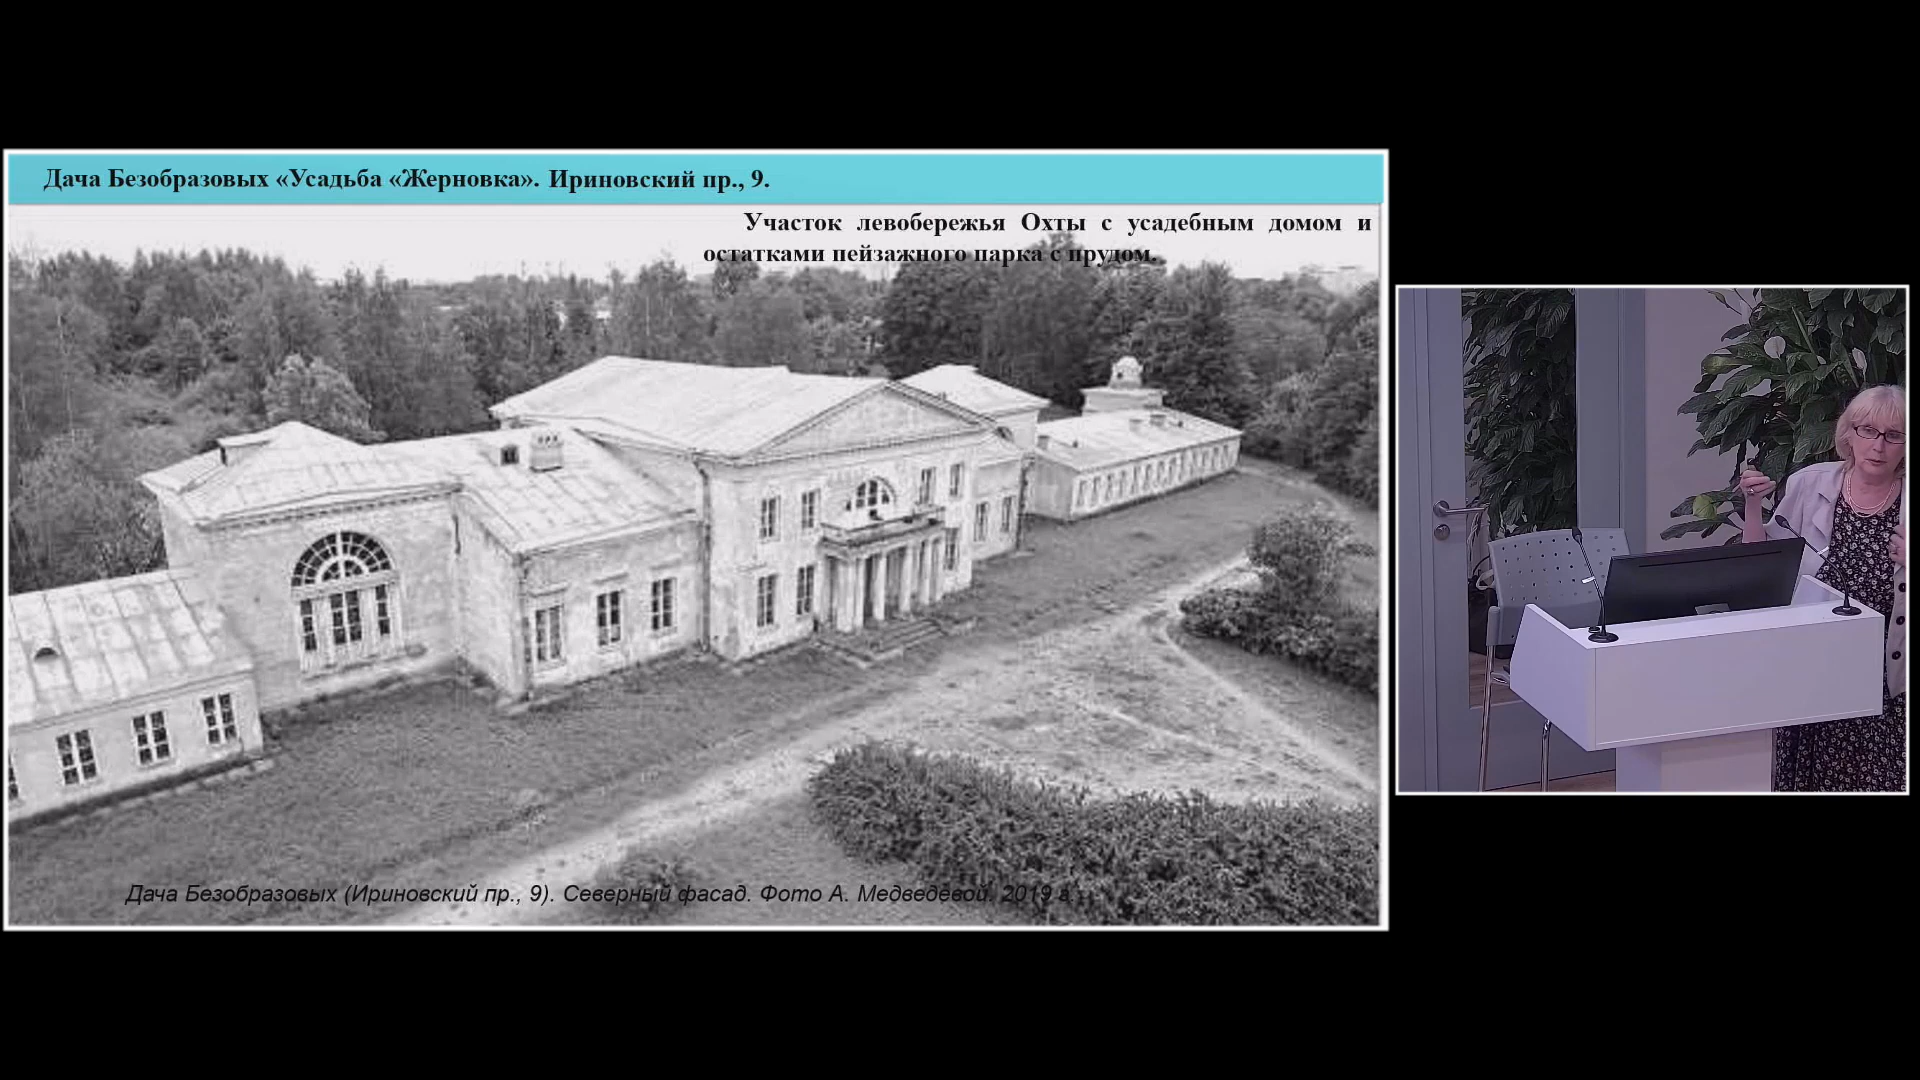 Дача Безобразовых «Усадьба «Жерновка». Ириновский пр., 9.
Участок левобережья Охты с усадебным домом и
остатками пейзажного парка с прудом.
Дача Безобразовых (Ириновский пр., 9). Северный фасад. Фото А. Медведевой. 2019 г.